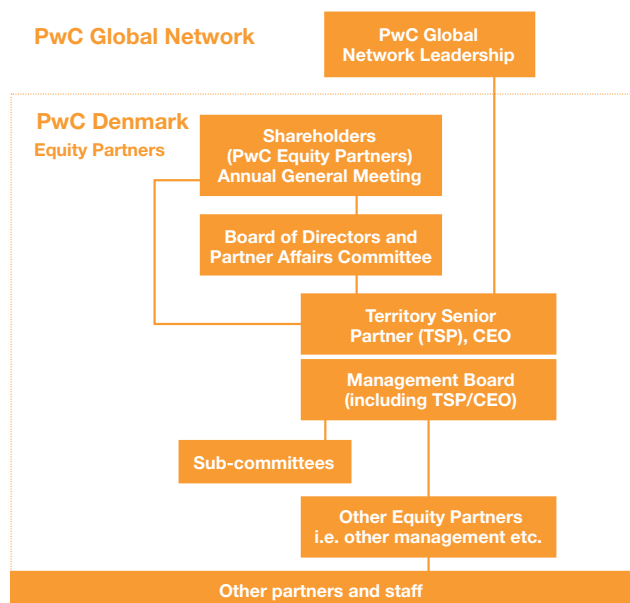 PwC Global Network
PwC Global
Network Leadership
PwC Denmark
Equity Partners
Shareholders
(PwC Equity Partners)
Annual General Meeting
Board of Directors and
Partner Affairs Committee
Territory Senior
Partner (TSP), CEO
Management Board
(including TSP/CEO)
Sub-committees
Other Equity Partners
i.e. other management etc.
Other partners and staff